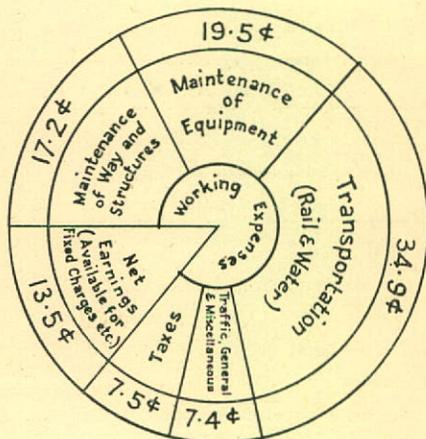 19.5¢
Maintenance
of
Equipment
34.9¢
Transportation
(Rail & Water)
7.4¢
Traffic, General
& Miscellaneous
7.5¢
Taxes
13.5¢
Net
Earnings
(Available for
Fixed Charges etc.)
17.2¢
Maintenance
of Way and
Structures
Working
Expenses